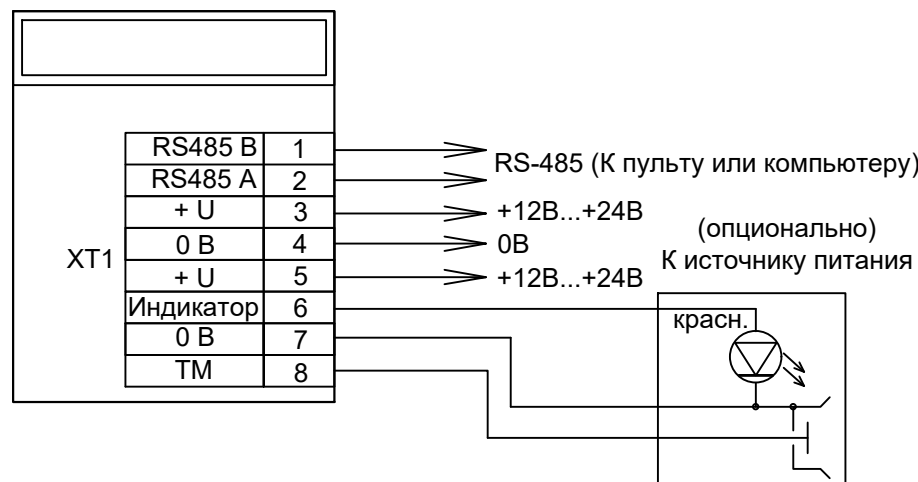 RS485 B 1
RS485 A 2
RS-485 (К пульту или компьютеру)
+ U 3 +12В...+24В
(опционально)
0 В 4 0В
К источнику питания
XT1
+ U 5 +12В...+24В
Индикатор 6
красн.
0 В 7
ТМ 8